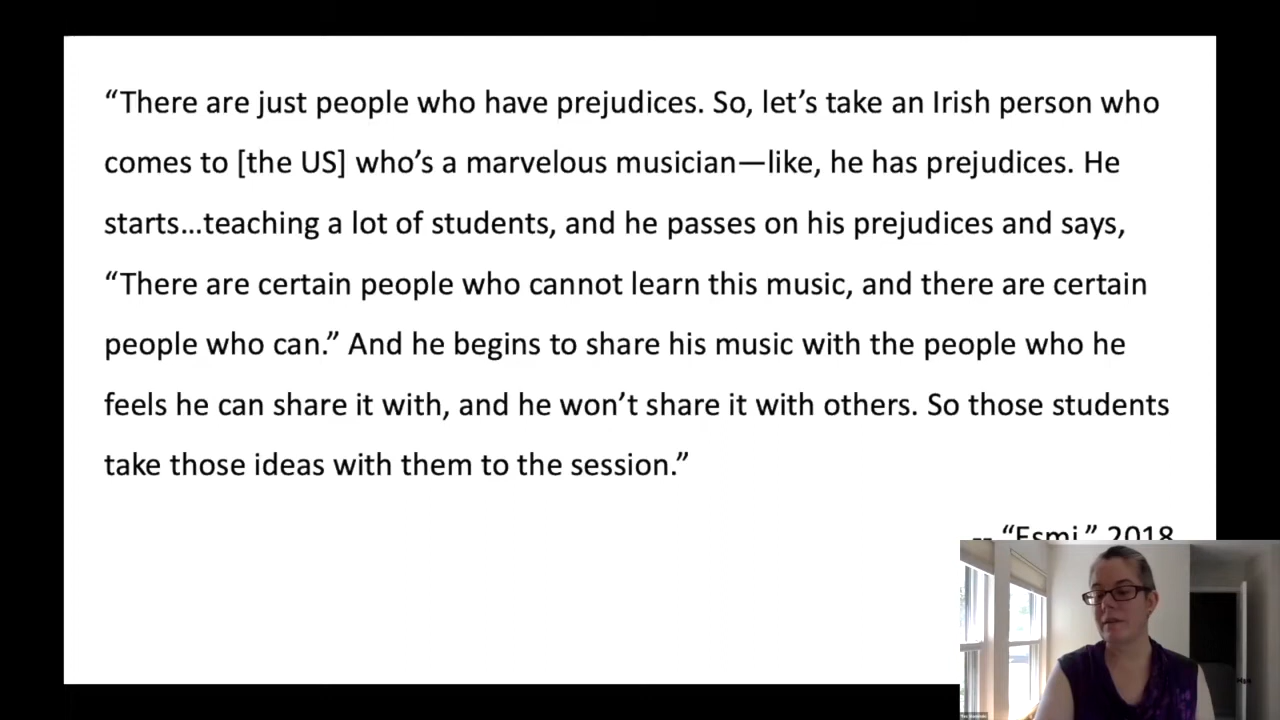 “There are just people who have prejudices. So, let’s take an Irish person who
comes to [the US] who’s a marvelous musician—like, he has prejudices. He
starts…teaching a lot of students, and he passes on his prejudices and says,
“There are certain people who cannot learn this music, and there are certain
people who can.” And he begins to share his music with the people who he
feels he can share it with, and he won’t share it with others. So those students
take those ideas with them to the session.”
-- “Esmi,” 2018